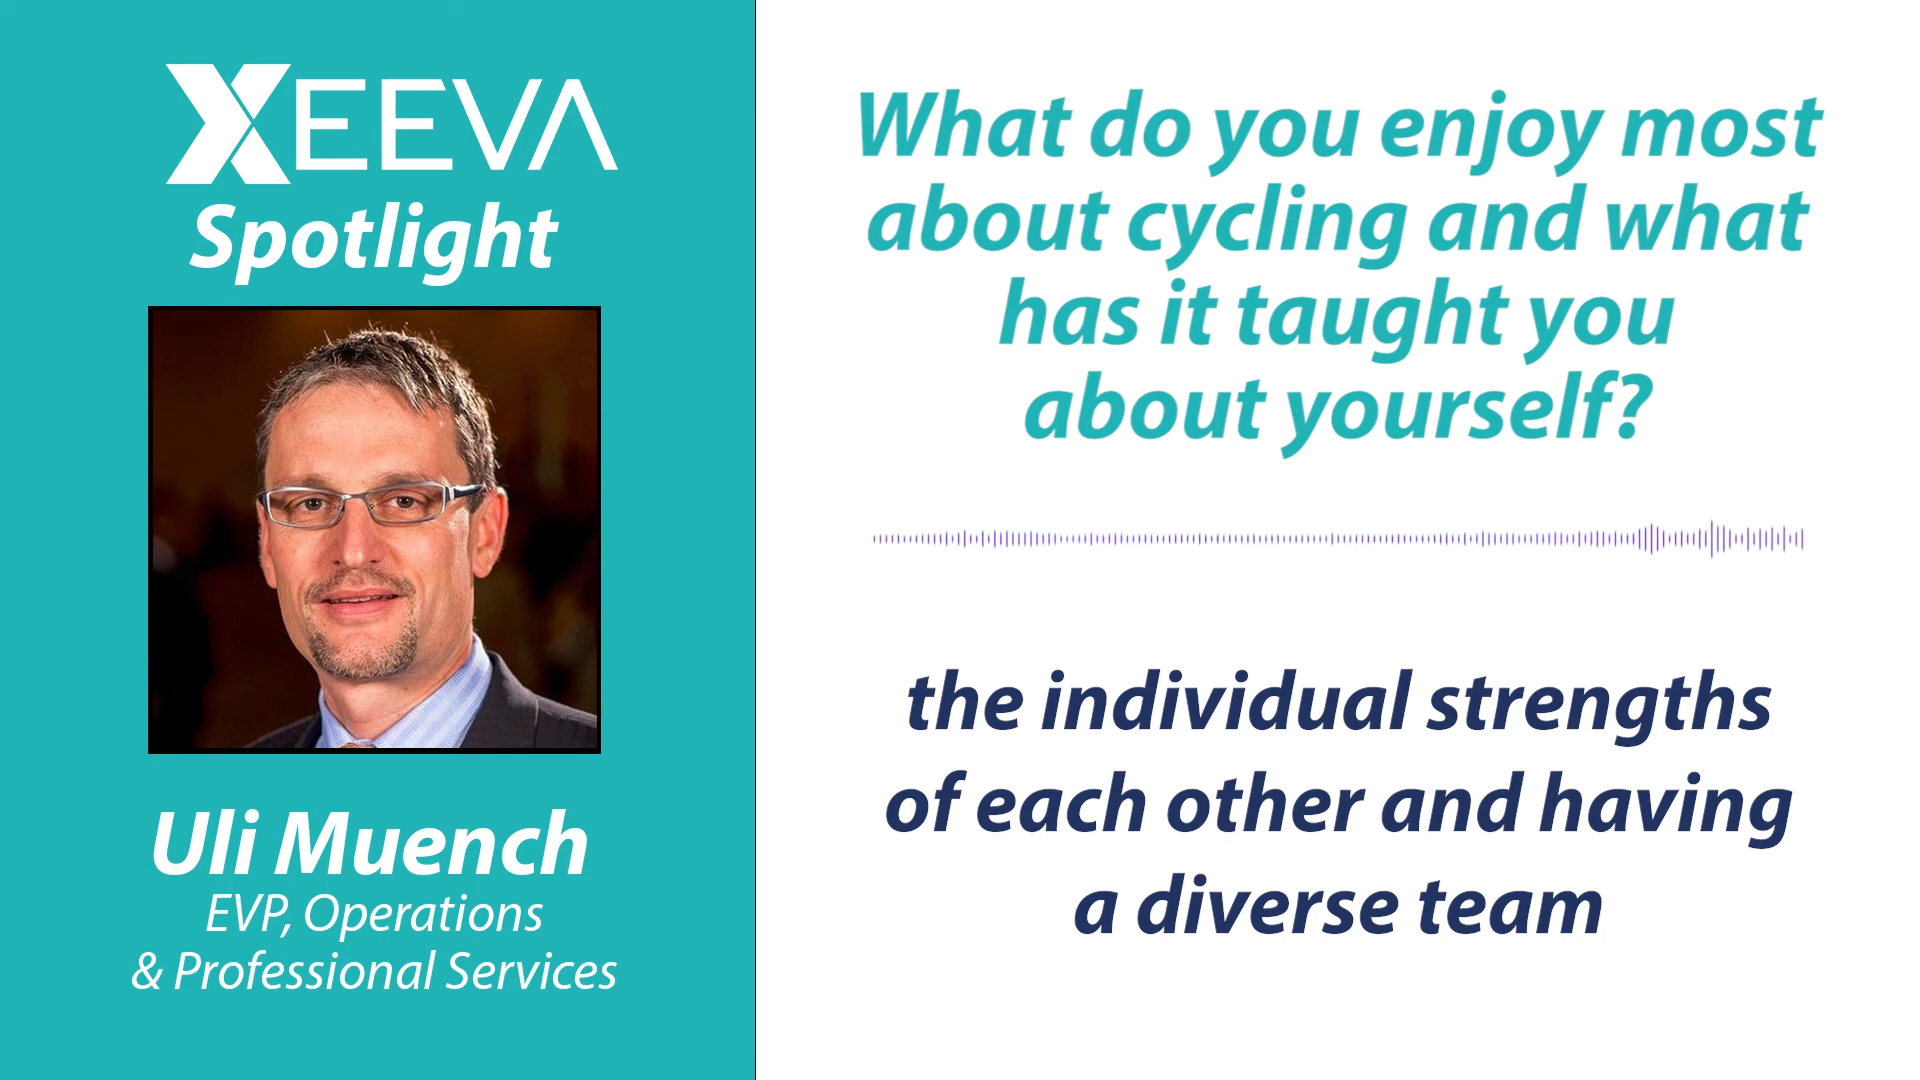 XEEVA
Spotlight
Uli Muench
EVP, Operations
& Professional Services
What do you enjoy most
about cycling and what
has it taught you
about yourself?
the individual strengths
of each other and having
a diverse team